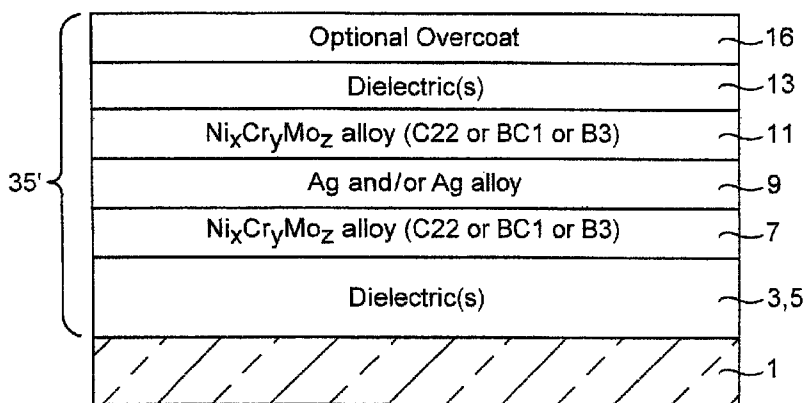 Optional Overcoat 16
Dielectric(s) 13
NixCryMoz alloy (C22 or BC1 or B3) 11
35' Ag and/or Ag alloy 9
NixCryMoz alloy (C22 or BC1 or B3) 7
Dielectric(s) 3,5
1